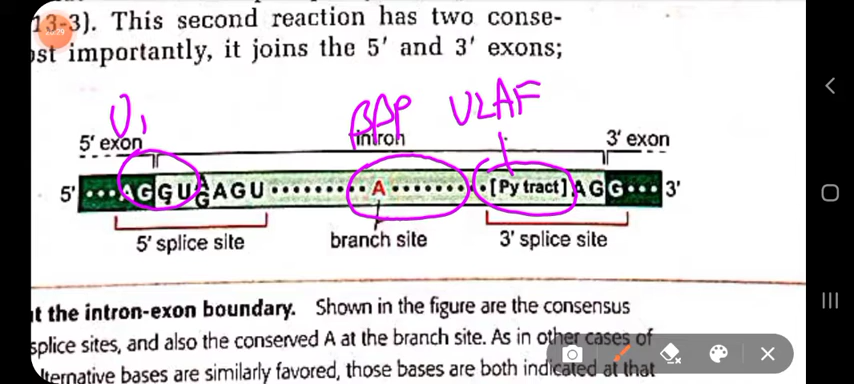 13-3). This second reaction has two conse-
ost importantly, it joins the 5′ and 3′ exons;
U1 BBP U2AF
5′ exon intron 3′ exon
5′ ···AGGU A/G AGU ········A········[Py tract]AGG··· 3′
5′ splice site branch site 3′ splice site
t the intron-exon boundary. Shown in the figure are the consensus
splice sites, and also the conserved A at the branch site. As in other cases of
lternative bases are similarly favored, those bases are both indicated at that